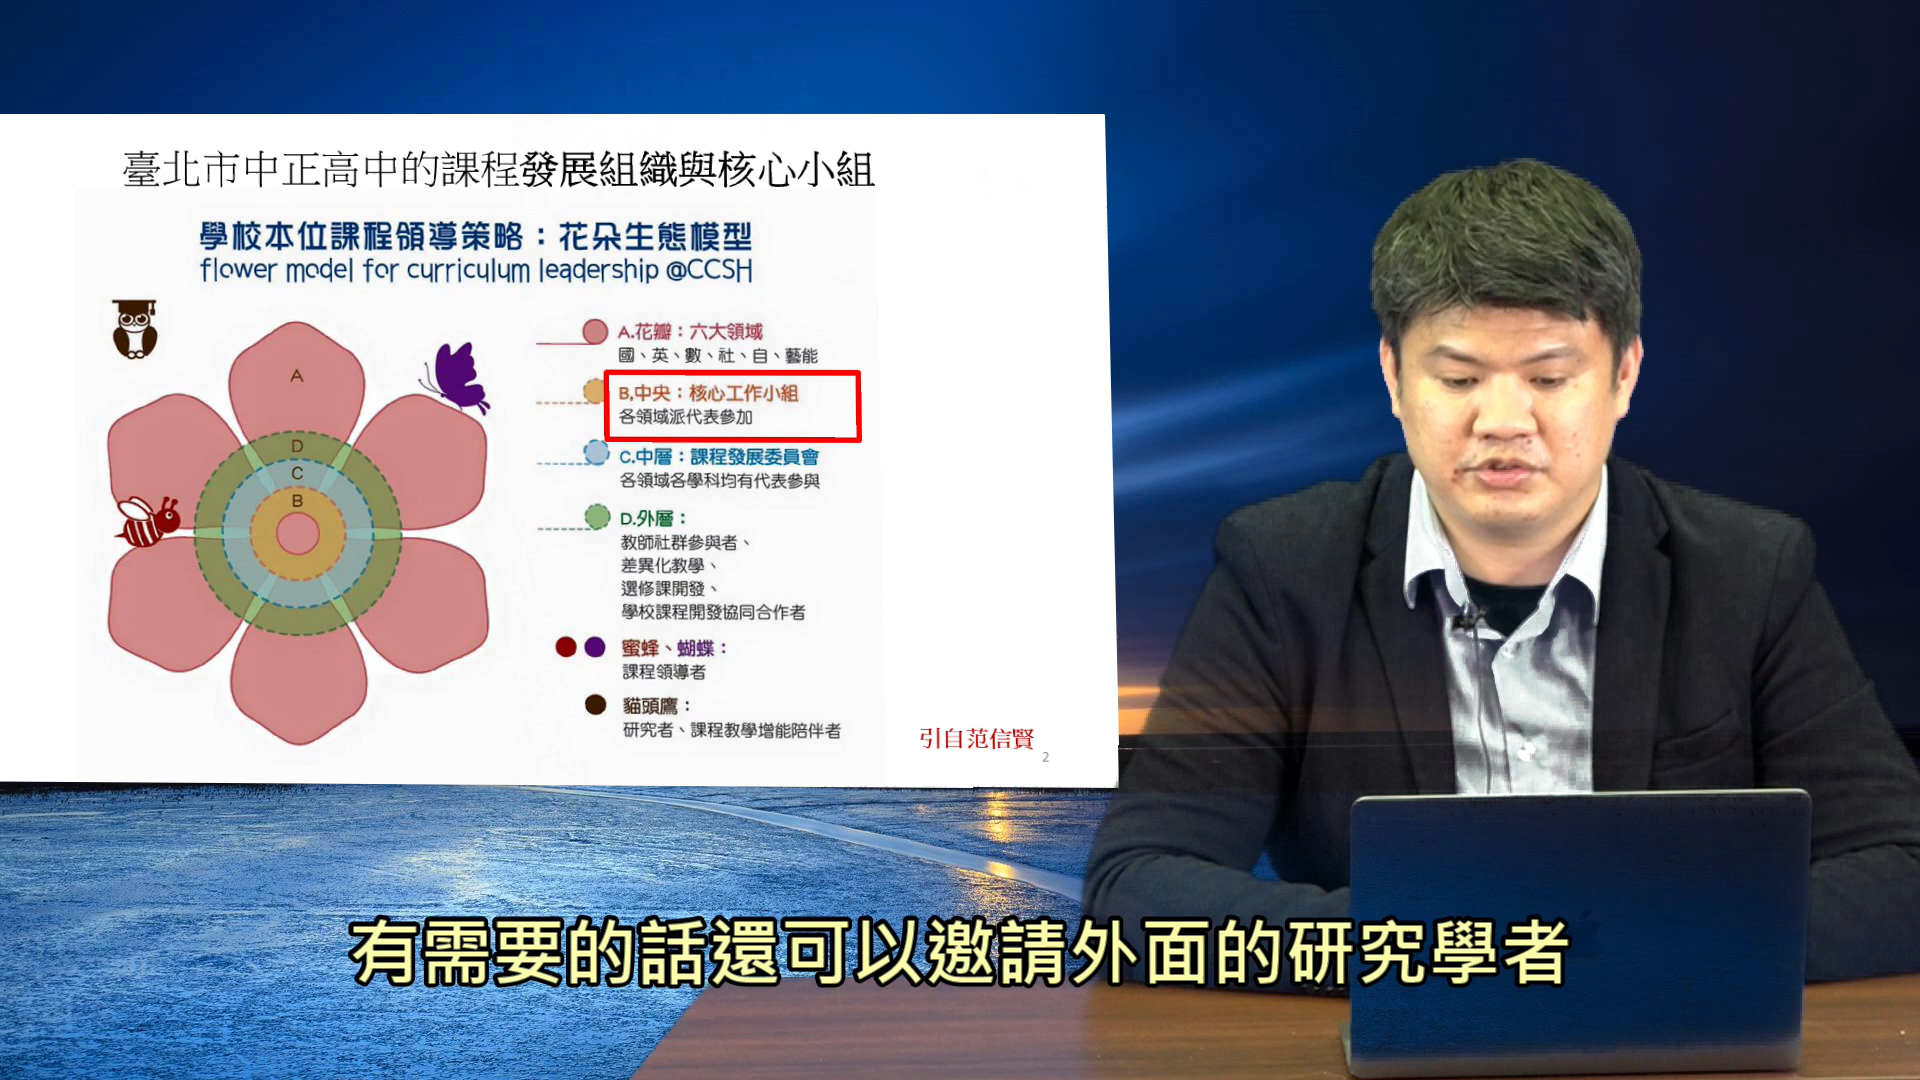 臺北市中正高中的課程發展組織與核心小組
學校本位課程領導策略：花朵生態模型
flower model for curriculum leadership @CCSH
A
D
C
B
A.花瓣：六大領域
國、英、數、社、自、藝能
B.中央：核心工作小組
各領域派代表參加
C.中層：課程發展委員會
各領域各學科均有代表參與
D.外層：
教師社群參與者、
差異化教學、
選修課開發、
學校課程開發協同合作者
蜜蜂、蝴蝶：
課程領導者
貓頭鷹：
研究者、課程教學增能陪伴者
引自范信賢
2
有需要的話還可以邀請外面的研究學者